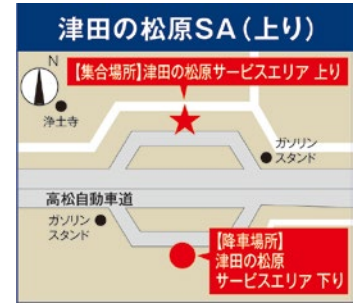 津田の松原SA（上り）
N
【集合場所】津田の松原サービスエリア 上り
浄土寺
ガソリン
スタンド
高松自動車道
ガソリン
スタンド
【降車場所】
津田の松原
サービスエリア 下り